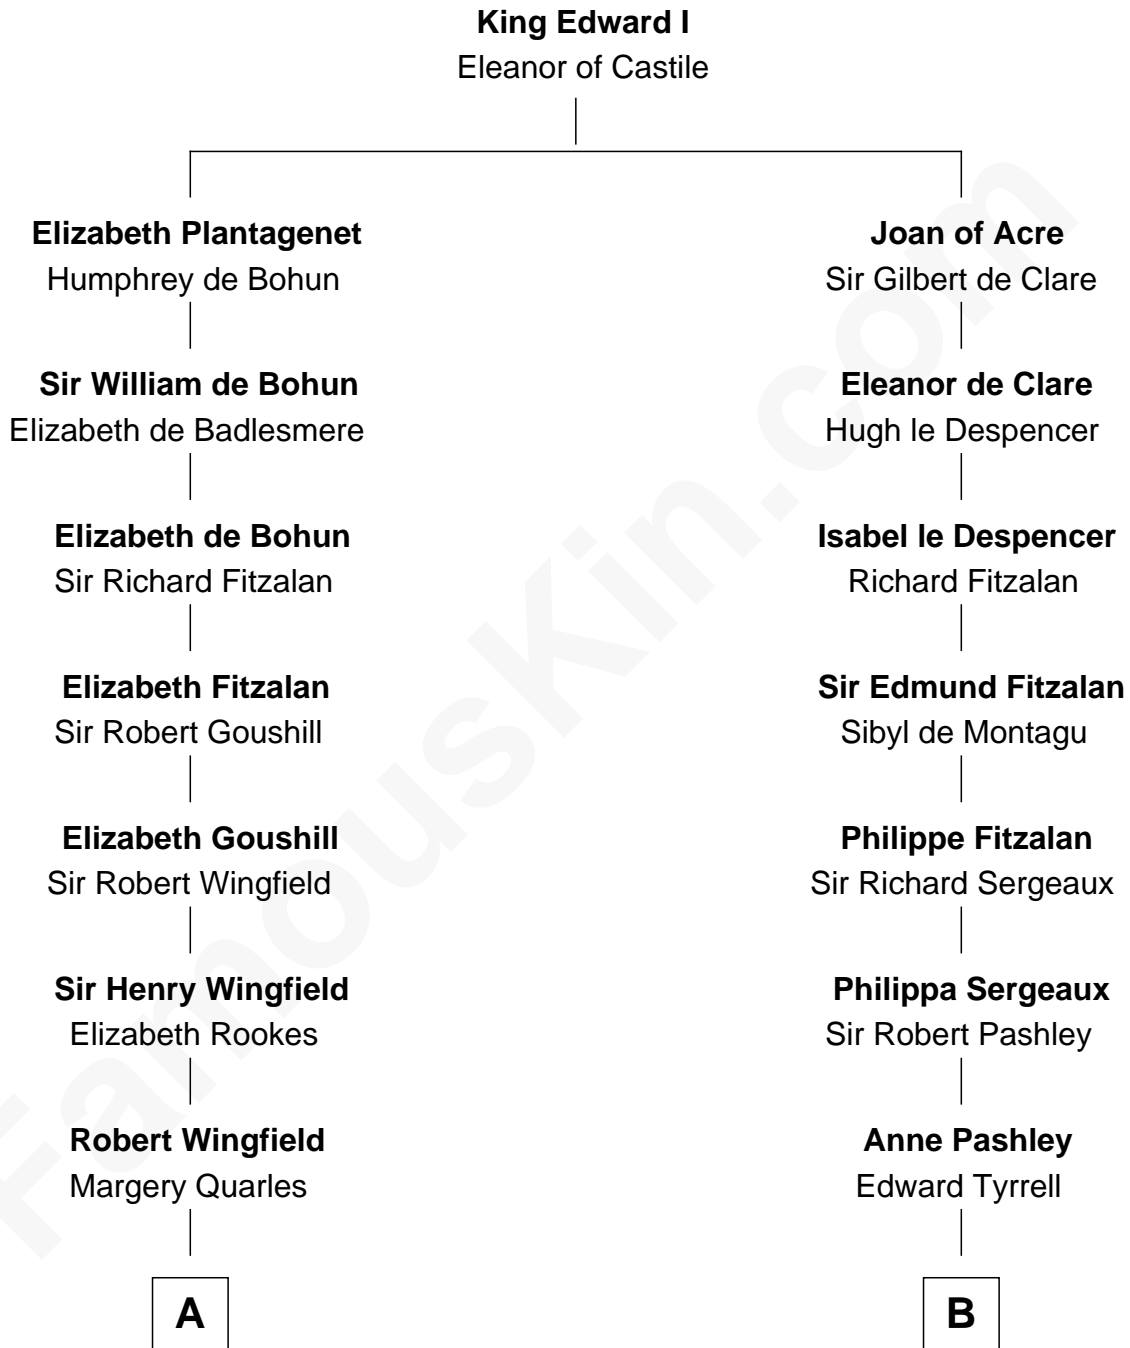 King Edward I
Eleanor of Castile
Elizabeth Plantagenet
Humphrey de Bohun
Joan of Acre
Sir Gilbert de Clare
Sir William de Bohun
Elizabeth de Badlesmere
Eleanor de Clare
Hugh le Despencer
Elizabeth de Bohun
Sir Richard Fitzalan
Isabel le Despencer
Richard Fitzalan
Elizabeth Fitzalan
Sir Robert Goushill
Sir Edmund Fitzalan
Sibyl de Montagu
Elizabeth Goushill
Sir Robert Wingfield
Philippe Fitzalan
Sir Richard Sergeaux
Sir Henry Wingfield
Elizabeth Rookes
Philippa Sergeaux
Sir Robert Pashley
Robert Wingfield
Margery Quarles
Anne Pashley
Edward Tyrrell
A
B
FamousKin.com